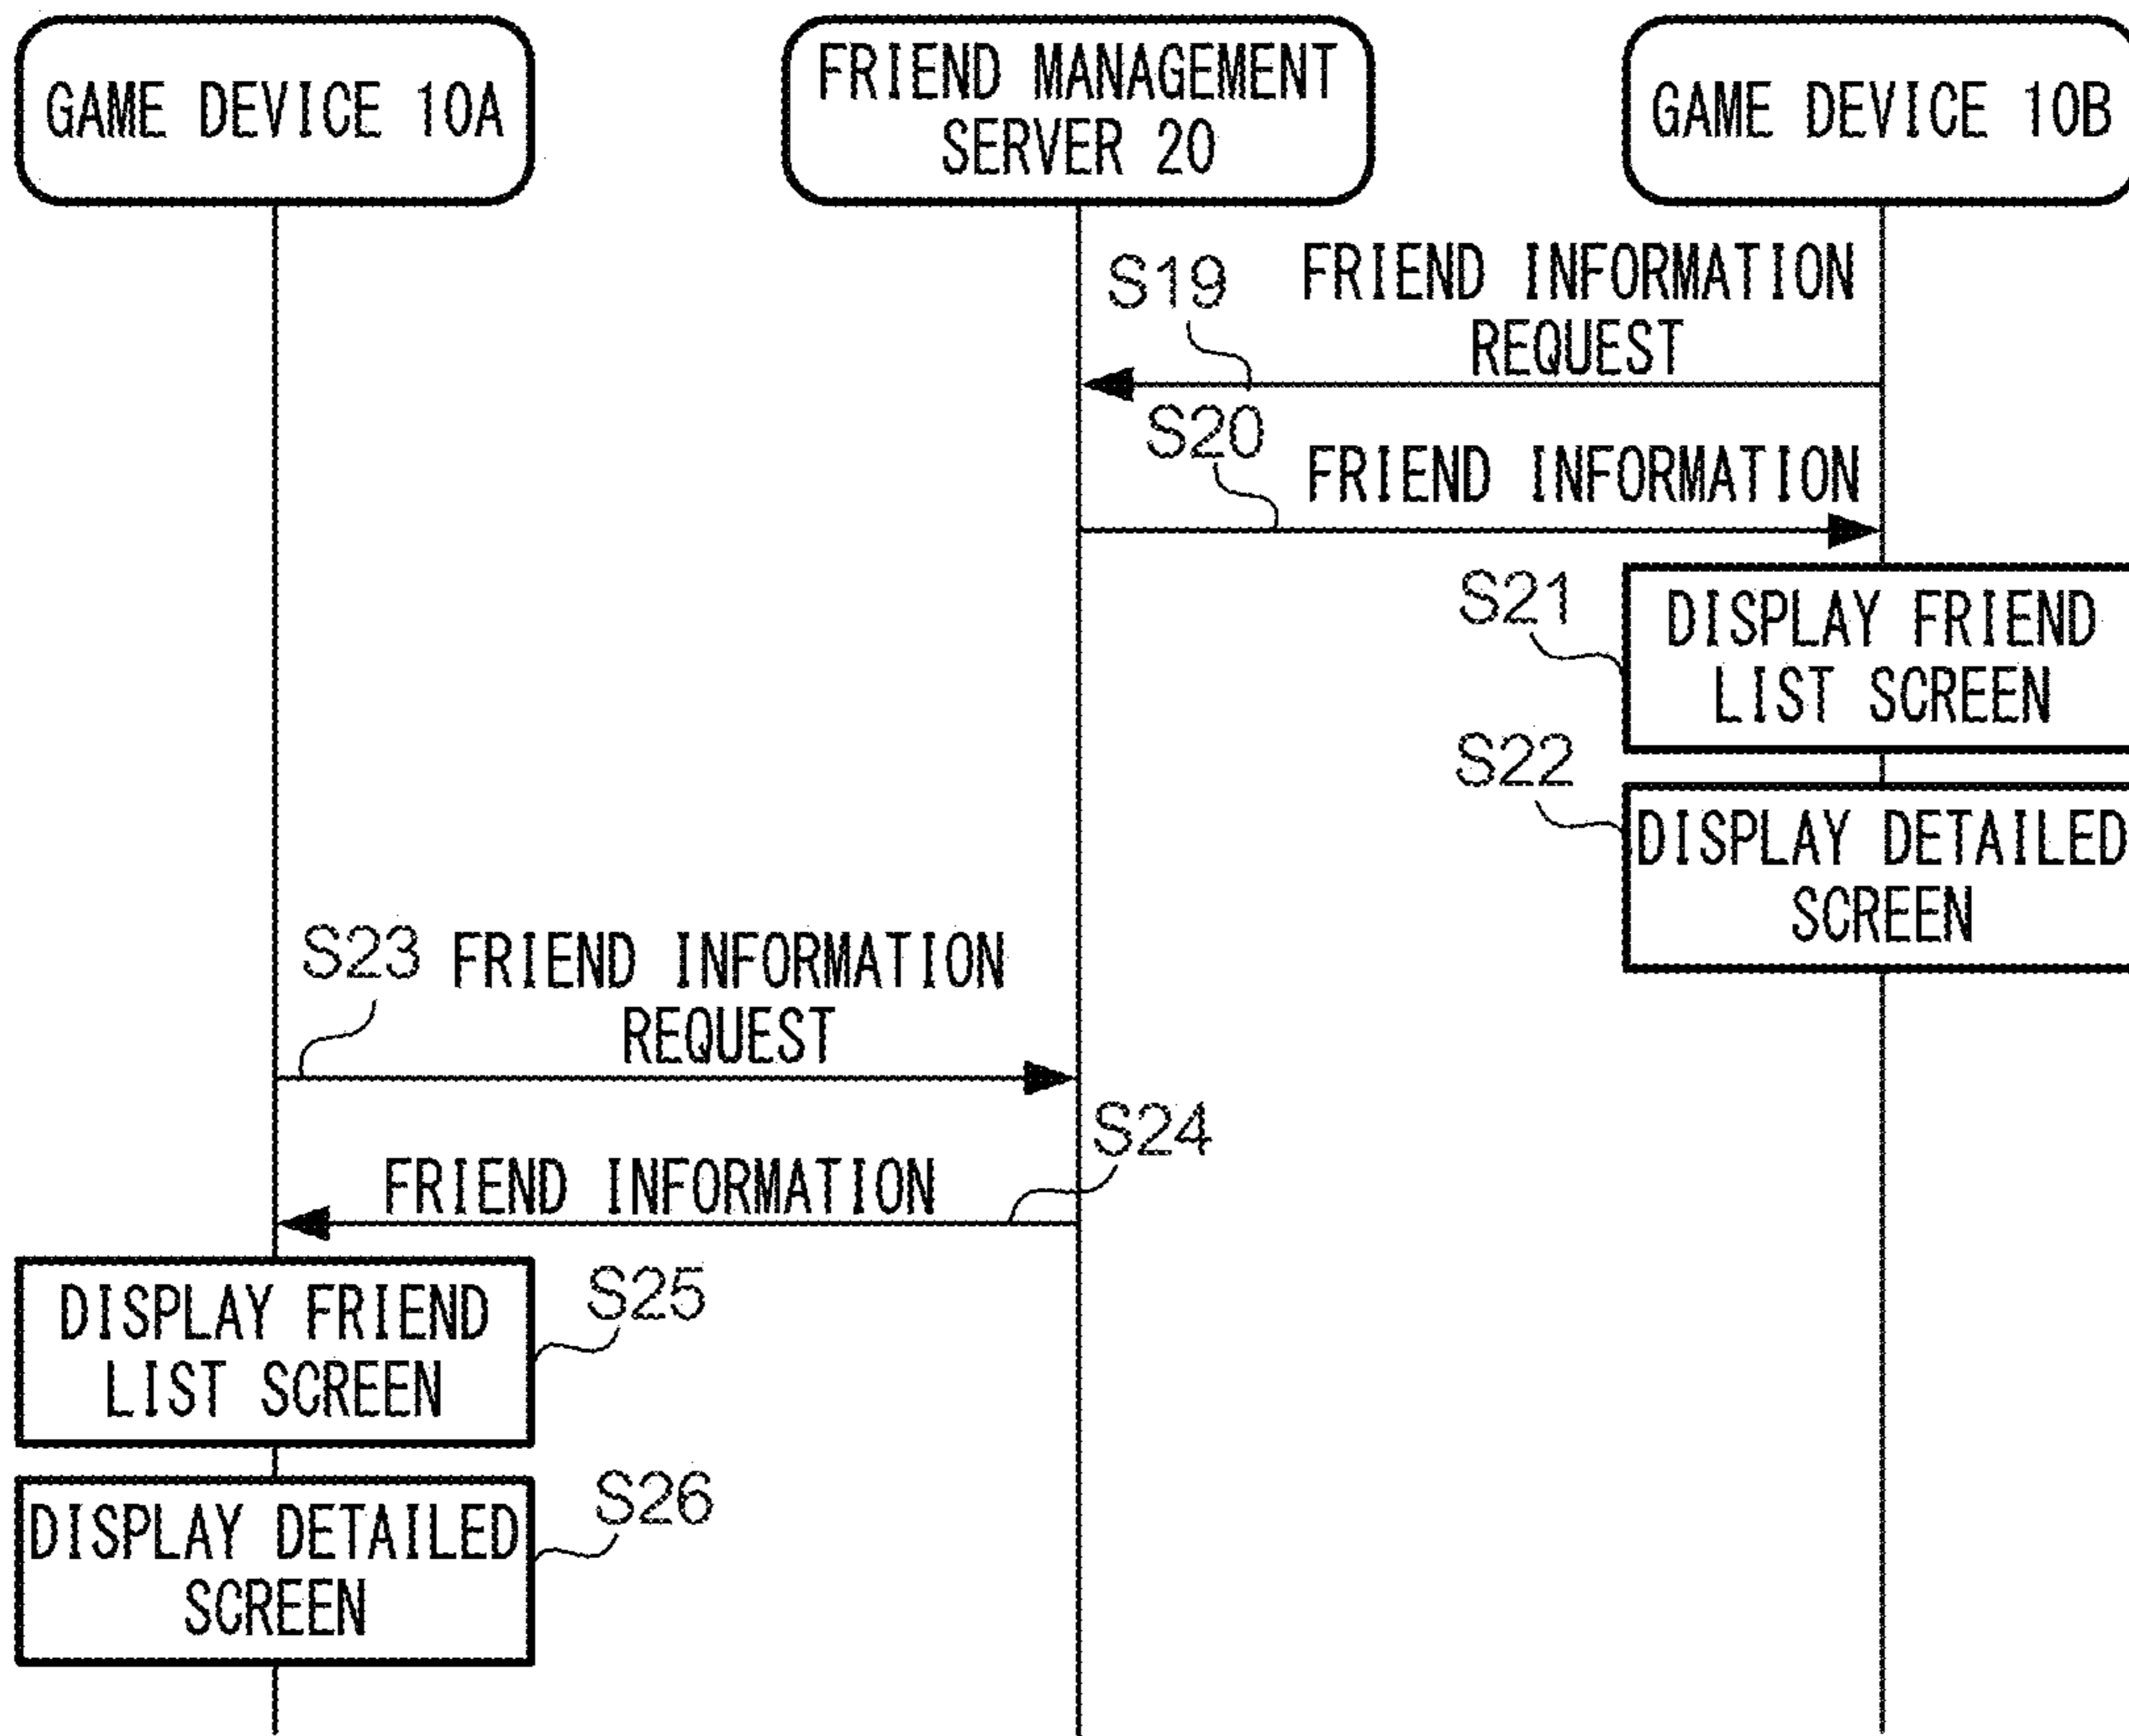 GAME DEVICE 10A
FRIEND MANAGEMENT
SERVER 20
GAME DEVICE 10B
S19
FRIEND INFORMATION
REQUEST
S20
FRIEND INFORMATION
S21
DISPLAY FRIEND
LIST SCREEN
S22
DISPLAY DETAILED
SCREEN
S23
FRIEND INFORMATION
REQUEST
S24
FRIEND INFORMATION
DISPLAY FRIEND
LIST SCREEN
S25
DISPLAY DETAILED
SCREEN
S26